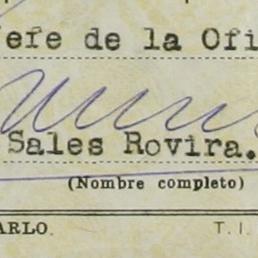 efe de la Ofi
Sales Rovira.
(Nombre completo)
ARLO. T. I.